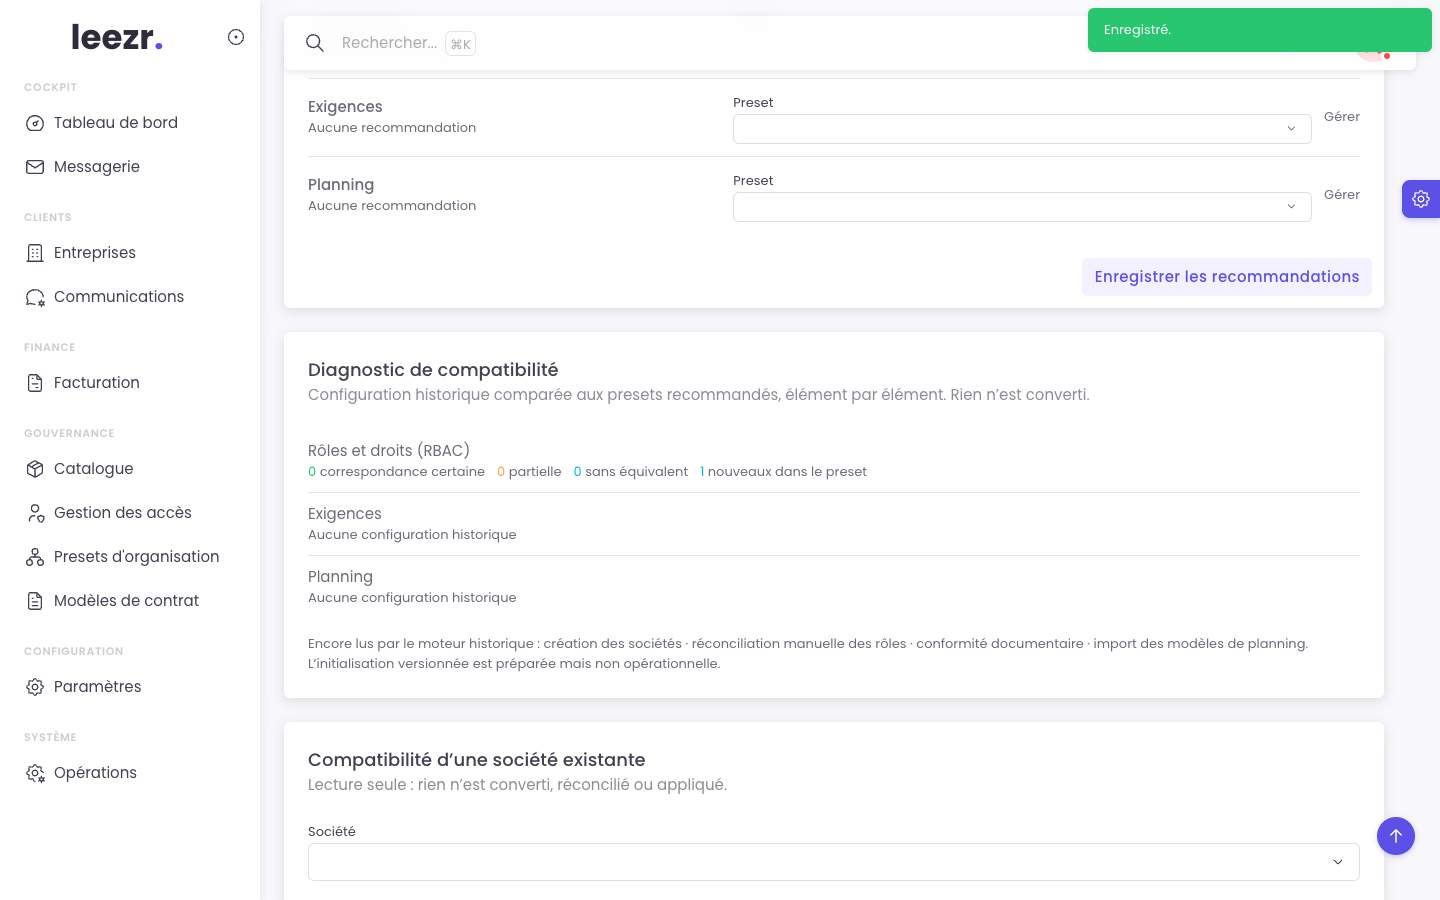 leezr.
Rechercher... ⌘K
Enregistré.
COCKPIT
Tableau de bord
Messagerie
CLIENTS
Entreprises
Communications
FINANCE
Facturation
GOUVERNANCE
Catalogue
Gestion des accès
Presets d'organisation
Modèles de contrat
CONFIGURATION
Paramètres
SYSTÈME
Opérations
Exigences
Aucune recommandation
Preset
Gérer
Planning
Aucune recommandation
Preset
Gérer
Enregistrer les recommandations
Diagnostic de compatibilité
Configuration historique comparée aux presets recommandés, élément par élément. Rien n’est converti.
Rôles et droits (RBAC)
0 correspondance certaine 0 partielle 0 sans équivalent 1 nouveaux dans le preset
Exigences
Aucune configuration historique
Planning
Aucune configuration historique
Encore lus par le moteur historique : création des sociétés · réconciliation manuelle des rôles · conformité documentaire · import des modèles de planning.
L’initialisation versionnée est préparée mais non opérationnelle.
Compatibilité d’une société existante
Lecture seule : rien n’est converti, réconcilié ou appliqué.
Société